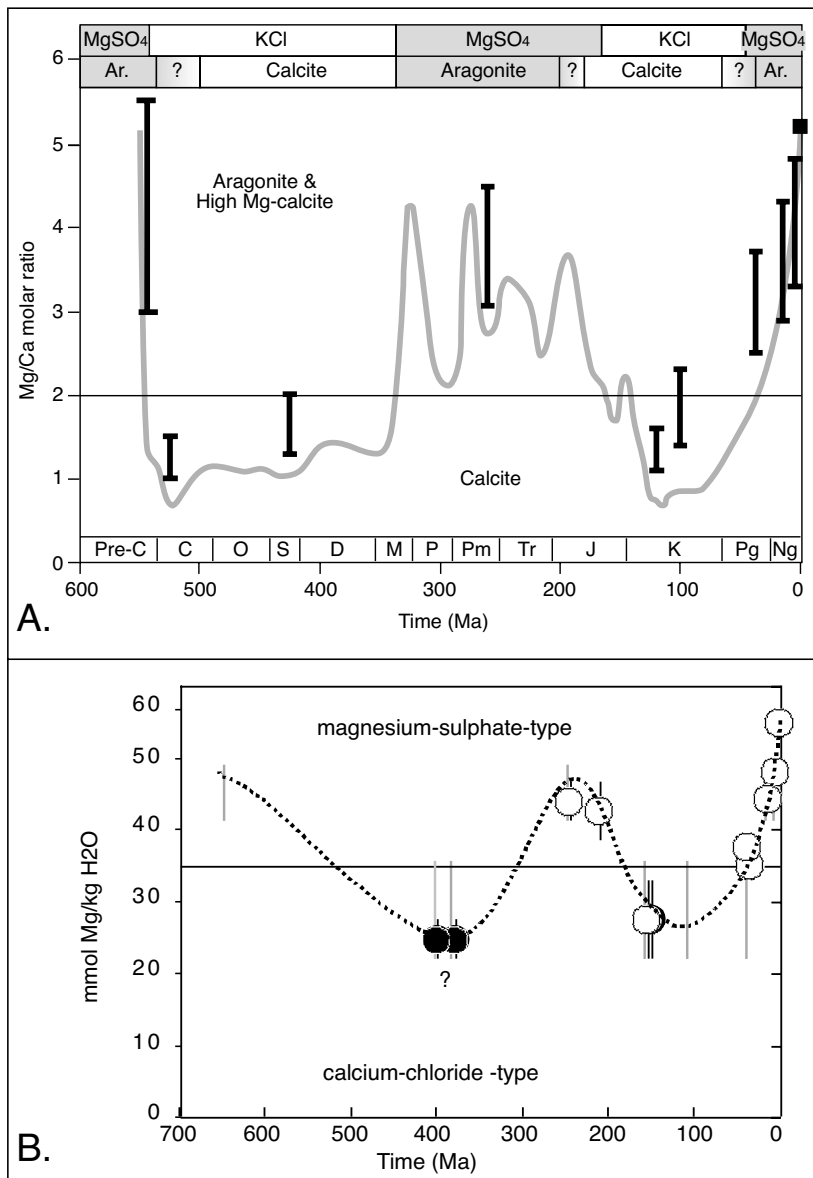 MgSO4 KCl MgSO4 KCl MgSO4
Ar. ? Calcite Aragonite ? Calcite ? Ar.
6
5
4
3
2
1
0
Mg/Ca molar ratio
Aragonite &
High Mg-calcite
Calcite
Pre-C C O S D M P Pm Tr J K Pg Ng
600 500 400 300 200 100 0
Time (Ma)
A.
60
50
40
30
20
10
0
mmol Mg/kg H2O
magnesium-sulphate-type
?
calcium-chloride -type
700 600 500 400 300 200 100 0
Time (Ma)
B.